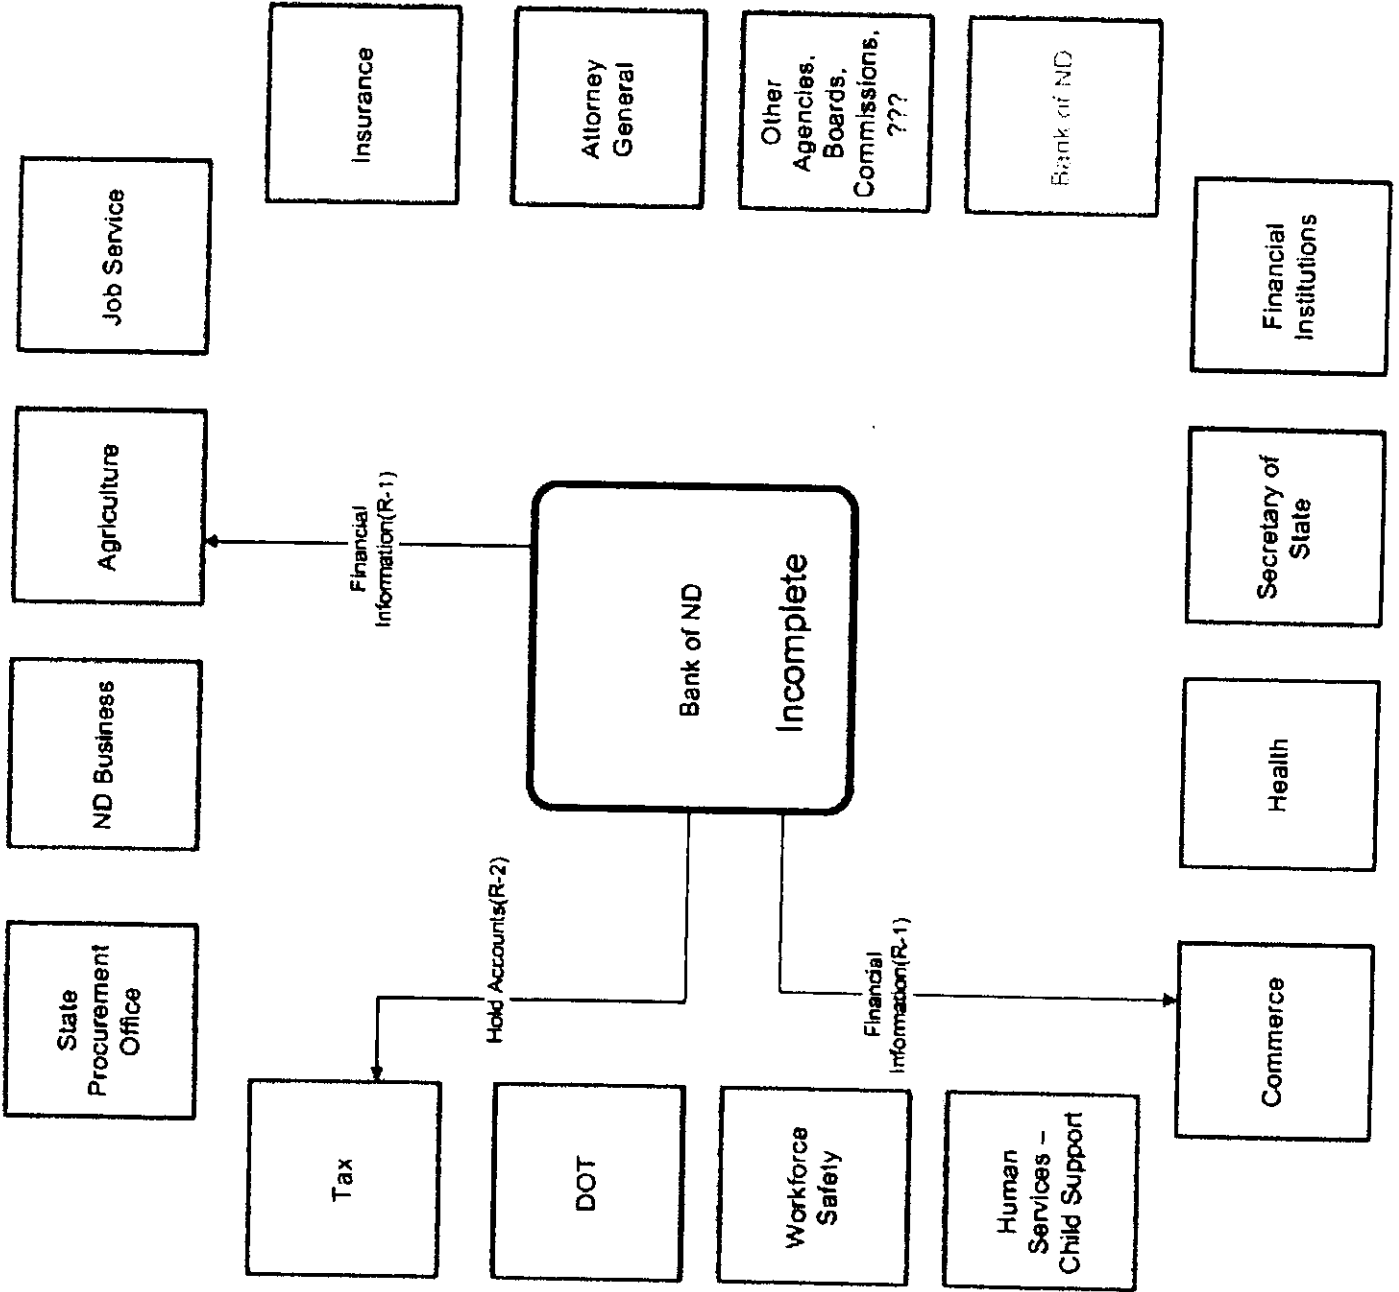 State
Procurement
Office
ND Business
Agriculture
Job Service
Tax
Insurance
Financial
Information(R-1)
Hold Accounts(R-2)
DOT
Attorney
General
Bank of ND
Incomplete
Workforce
Safety
Other
Agencies,
Boards,
Commissions,
???
Financial
Information(R-1)
Human
Services –
Child Support
Bank of ND
Commerce
Health
Secretary of
State
Financial
Institutions